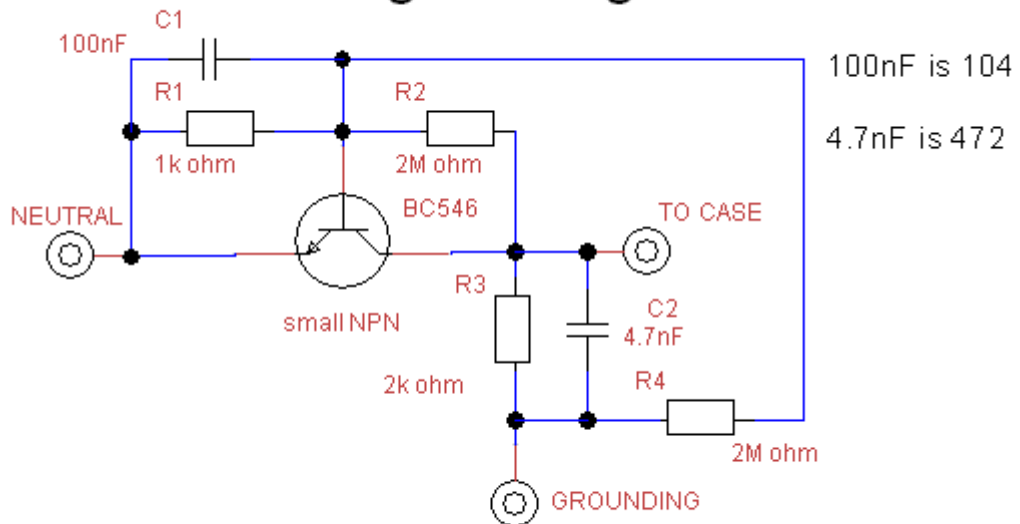 C1
100nF
100nF is 104
R1
R2
4.7nF is 472
1k ohm
2M ohm
BC546
NEUTRAL
TO CASE
R3
C2
small NPN
4.7nF
2k ohm
R4
2M ohm
GROUNDING